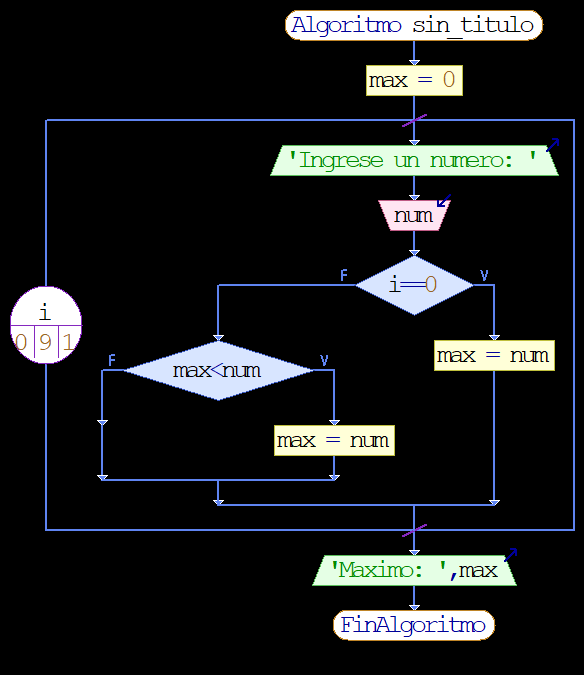 Algoritmo sin_titulo
max = 0
'Ingrese un numero: '
num
i==0
F
V
i
0 9 1
max = num
max<num
F
V
max = num
'Maximo: ',max
FinAlgoritmo